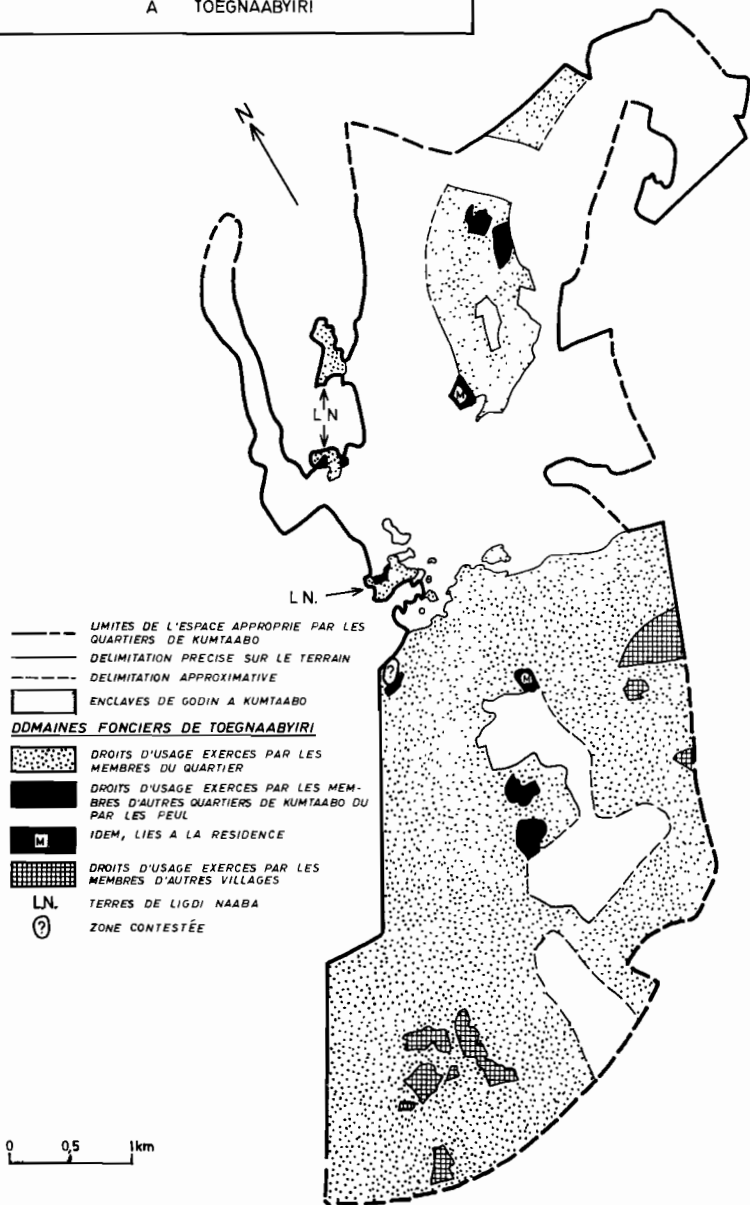 A TOEGNAABYIRI
N
LN
L N.
M
?
M
LIMITES DE L'ESPACE APPROPRIE PAR LES
QUARTIERS DE KUMTAABO
DELIMITATION PRECISE SUR LE TERRAIN
DELIMITATION APPROXIMATIVE
ENCLAVES DE GODIN A KUMTAABO
DOMAINES FONCIERS DE TOEGNAABYIRI
DROITS D'USAGE EXERCES PAR LES
MEMBRES DU QUARTIER
DROITS D'USAGE EXERCES PAR LES MEM-
BRES D'AUTRES QUARTIERS DE KUMTAABO DU
PAR LES PEUL
M IDEM, LIES A LA RESIDENCE
DROITS D'USAGE EXERCES PAR LES
MEMBRES D'AUTRES VILLAGES
LN. TERRES DE LIGDI NAABA
? ZONE CONTESTÉE
0 0,5 1km